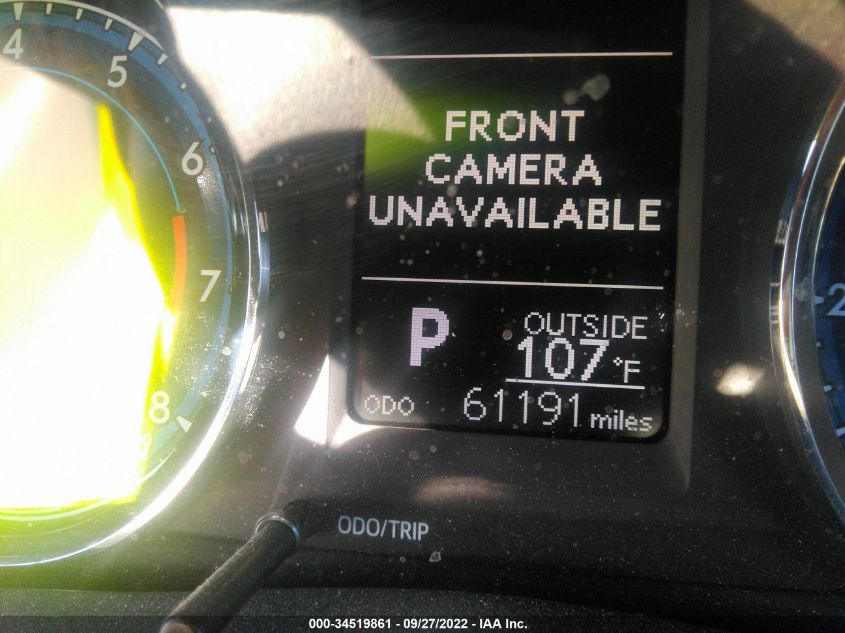 4
5
6
7
8
FRONT
CAMERA
UNAVAILABLE
P
OUTSIDE
107 °F
ODO 61191 miles
2
ODO/TRIP
000-34519861 - 09/27/2022 - IAA Inc.